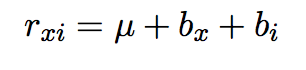 r_{xi} = μ + b_x + b_i